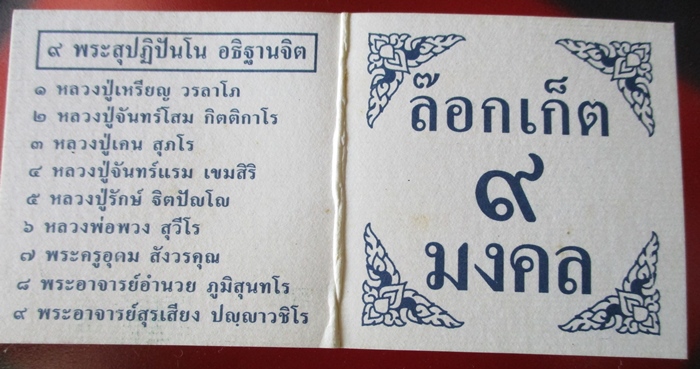 ๙ พระสุปฏิปันโน อธิฐานจิต
๑ หลวงปู่เหรียญ วรลาโภ
๒ หลวงปู่จันทร์โสม กิตติกาโร
๓ หลวงปู่เคน สุภโร
๔ หลวงปู่จันทร์แรม เขมสิริ
๕ หลวงปู่รักษ์ ธิตปัญโญ
๖ หลวงพ่อพวง สุวีโร
๗ พระครูอุดม สังวรคุณ
๘ พระอาจารย์อำนวย ภูมิสุนทโร
๙ พระอาจารย์สุรเสียง ปญฺญาวชิโร
ล๊อกเก็ต
๙
มงคล